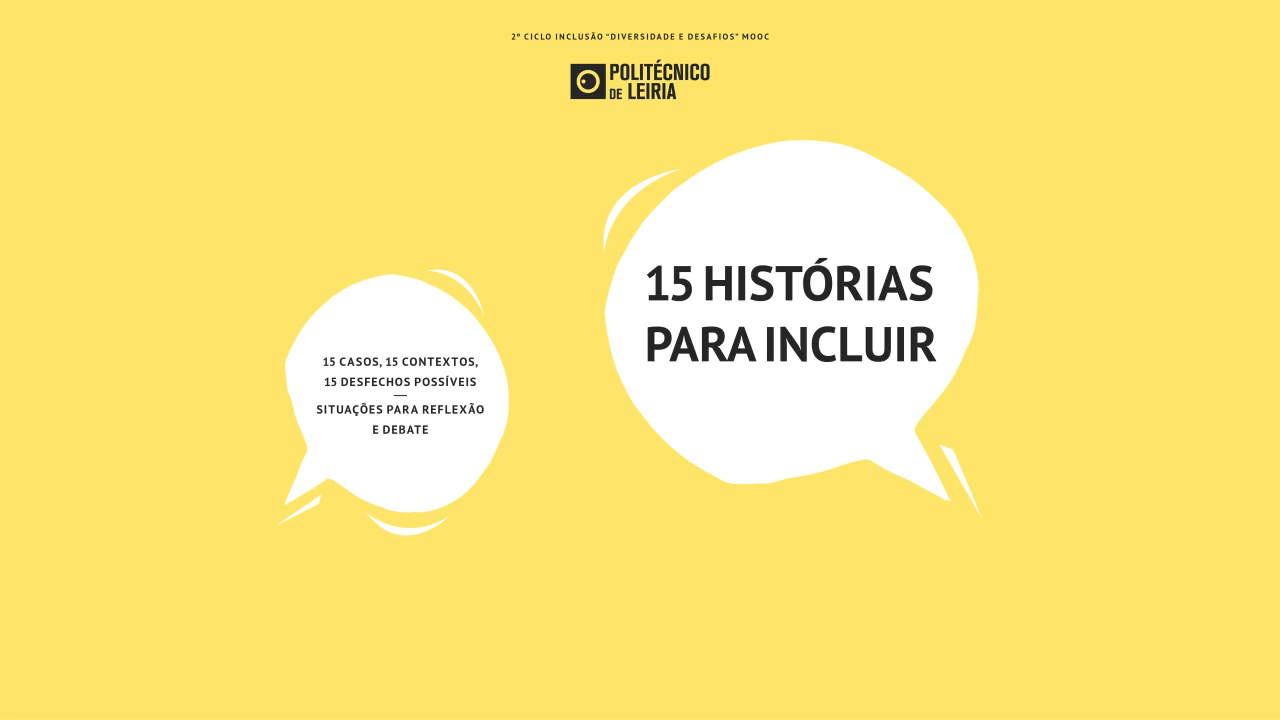 2º CICLO INCLUSÃO “DIVERSIDADE E DESAFIOS” MOOC
POLITÉCNICO
DE LEIRIA
15 HISTÓRIAS
PARA INCLUIR
15 CASOS, 15 CONTEXTOS,
15 DESFECHOS POSSÍVEIS
—
SITUAÇÕES PARA REFLEXÃO
E DEBATE